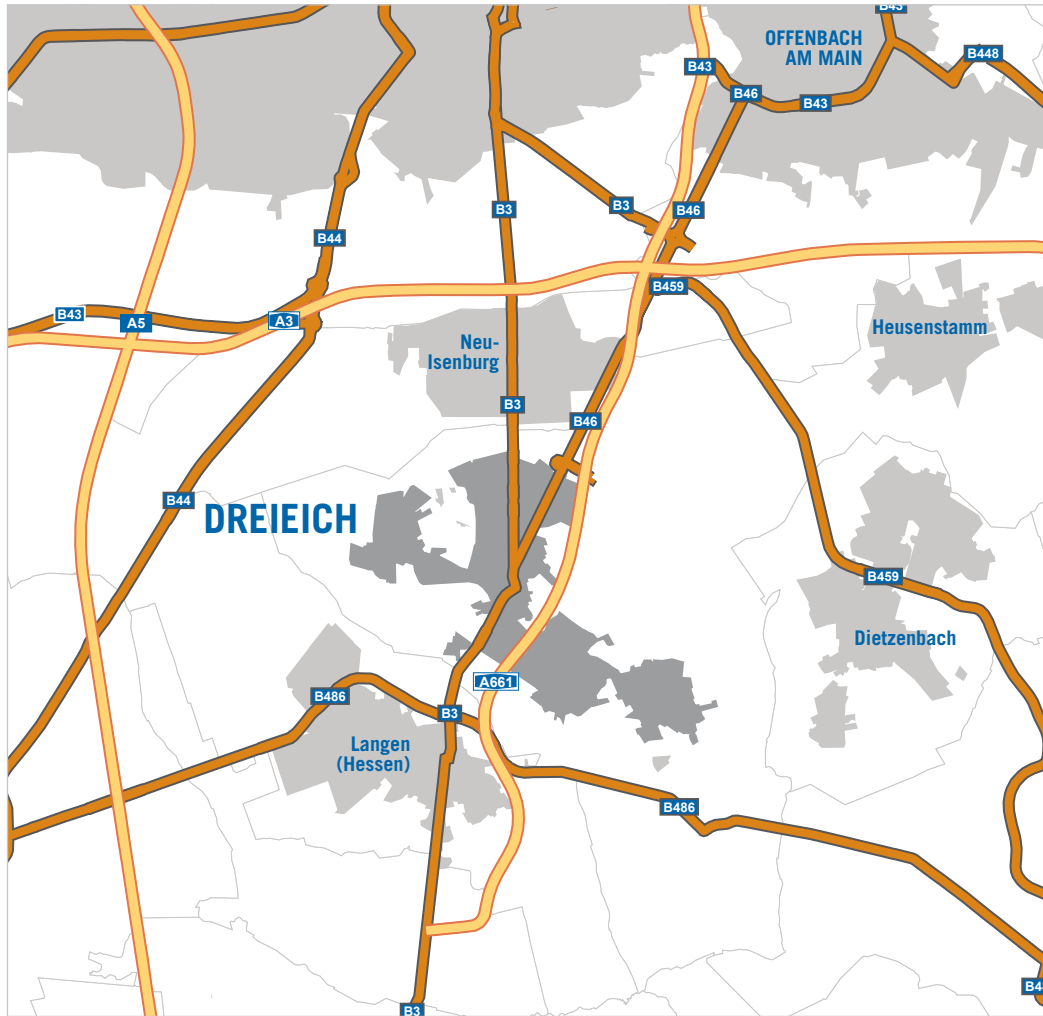 B43
OFFENBACH
AM MAIN
B448
B43
B46
B43
B3
B3
B46
B44
B459
B43
A5
A3
Neu-
Isenburg
Heusenstamm
B3
B46
B44
DREIEICH
B459
Dietzenbach
A661
B486
B3
Langen
(Hessen)
B486
B3